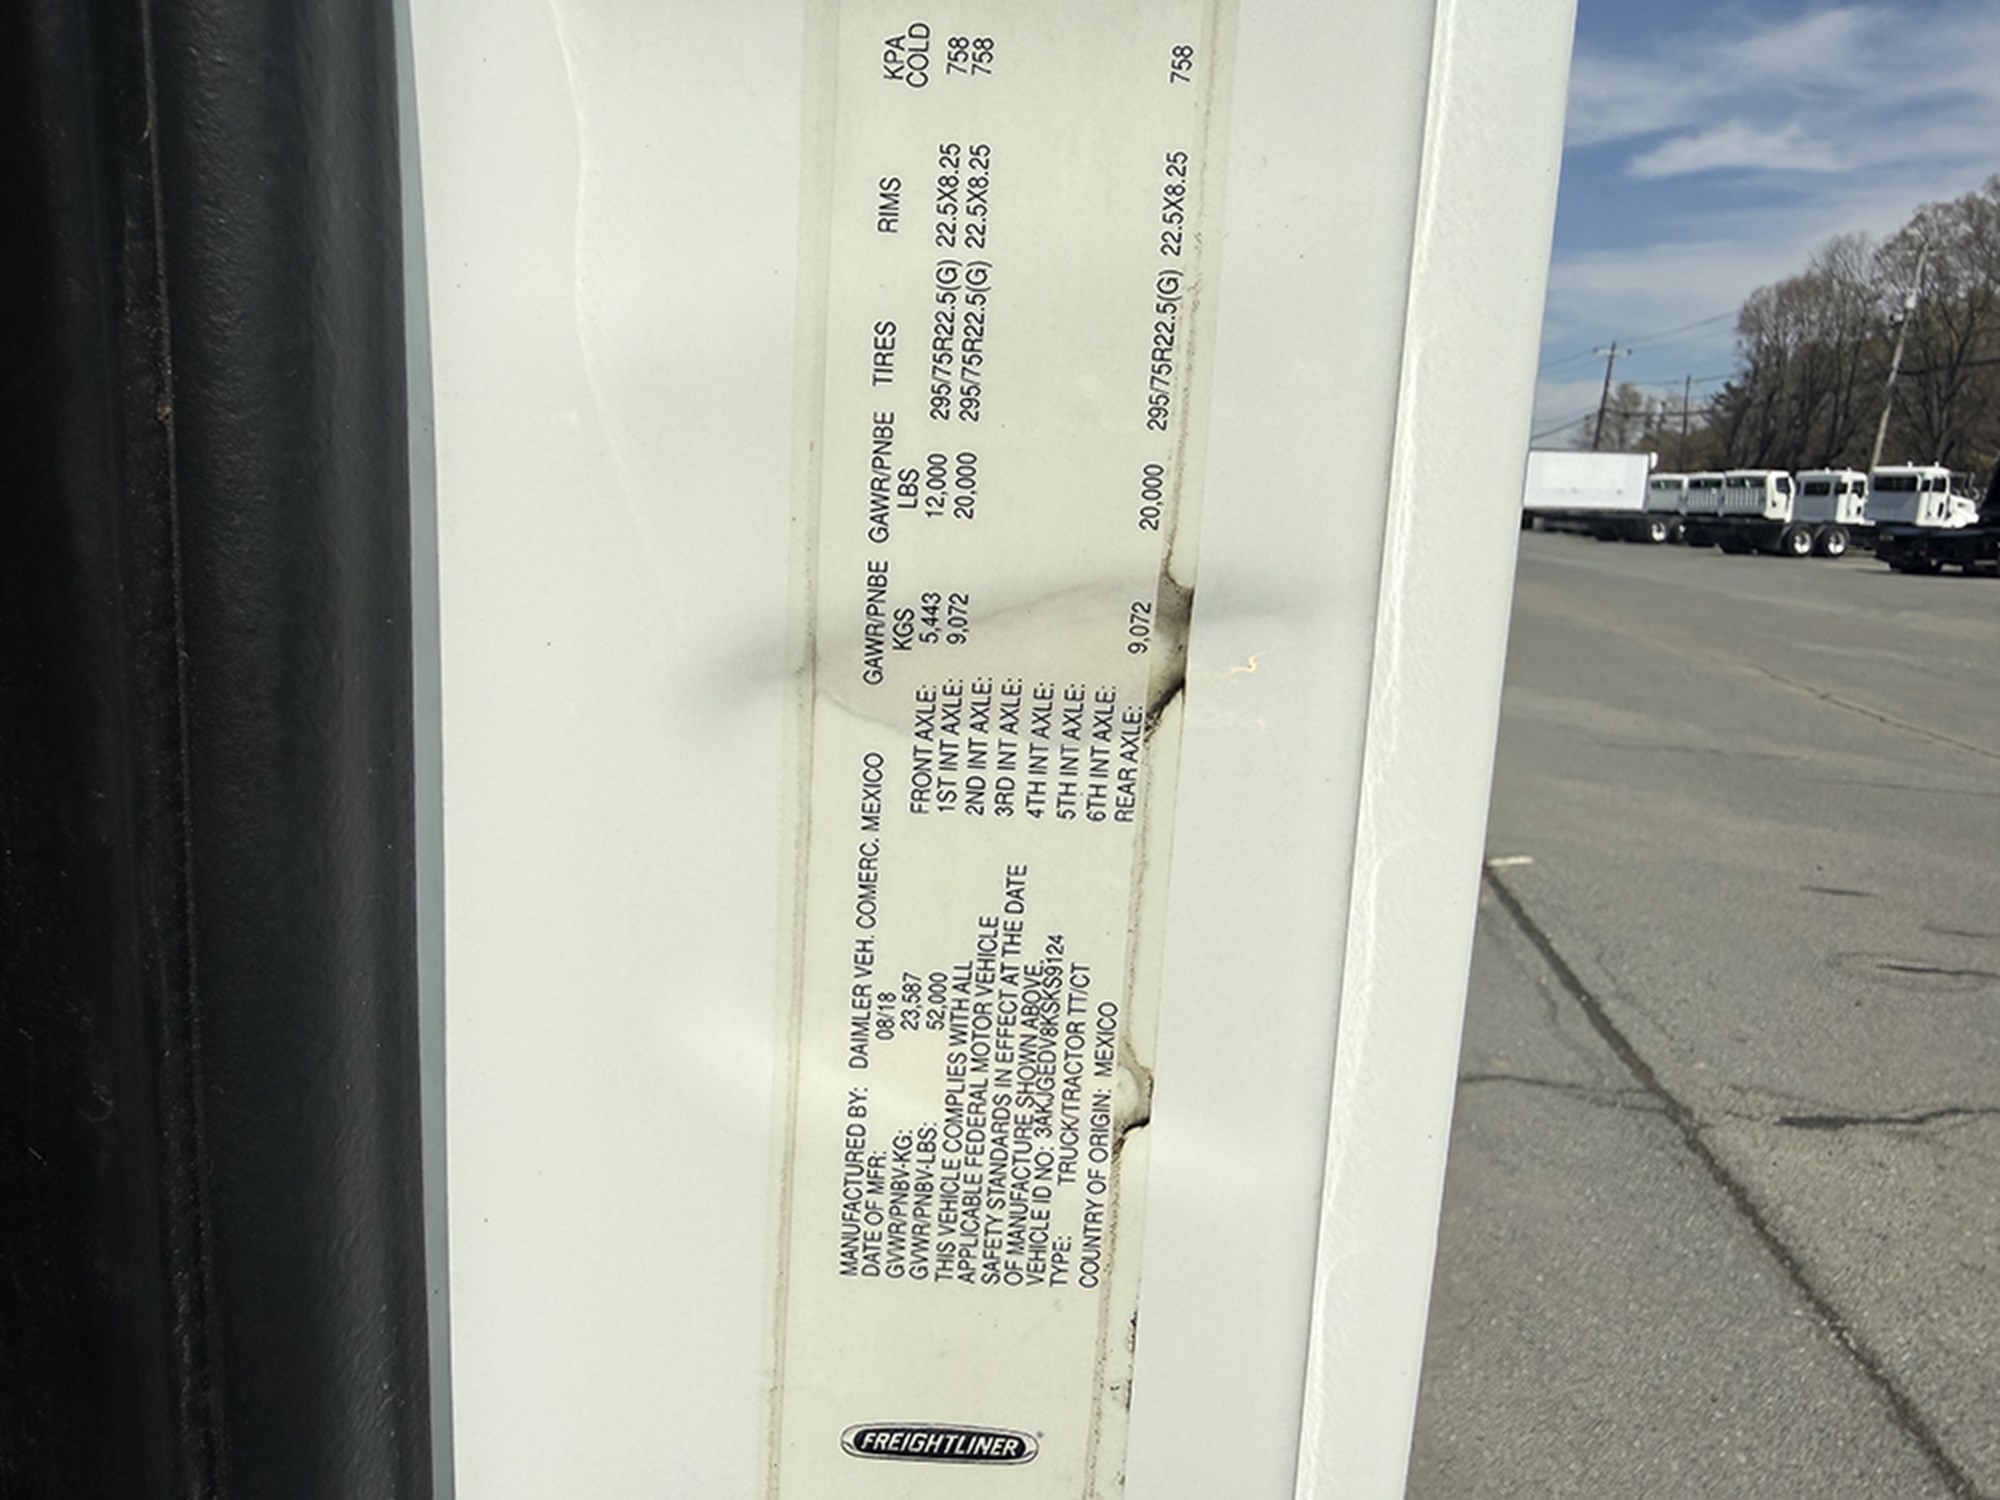 FREIGHTLINER
MANUFACTURED BY: DAIMLER VEH. COMERC. MEXICO
DATE OF MFR: 08/18
GVWR/PNBV-KG: 23,587
GVWR/PNBV-LBS: 52,000
THIS VEHICLE COMPLIES WITH ALL
APPLICABLE FEDERAL MOTOR VEHICLE
SAFETY STANDARDS IN EFFECT AT THE DATE
OF MANUFACTURE SHOWN ABOVE.
VEHICLE ID NO: 3AKJGEDV8KSKS9124
TYPE: TRUCK/TRACTOR TT/CT
COUNTRY OF ORIGIN: MEXICO
GAWR/PNBE GAWR/PNBE TIRES RIMS KPA
KGS LBS COLD
FRONT AXLE: 5,443 12,000 295/75R22.5(G) 22.5X8.25 758
1ST INT AXLE: 9,072 20,000 295/75R22.5(G) 22.5X8.25 758
2ND INT AXLE:
3RD INT AXLE:
4TH INT AXLE:
5TH INT AXLE:
6TH INT AXLE:
REAR AXLE: 9,072 20,000 295/75R22.5(G) 22.5X8.25 758